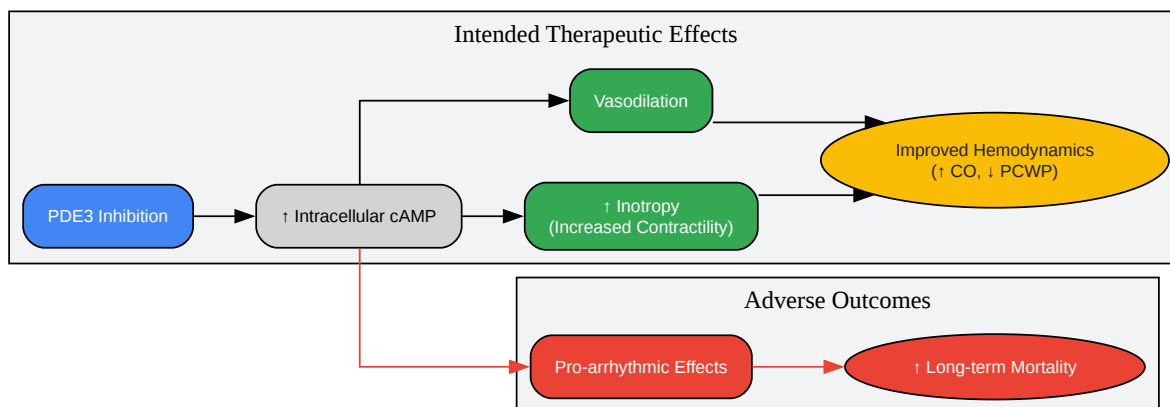 Intended Therapeutic Effects
Vasodilation
Improved Hemodynamics
(↑ CO, ↓ PCWP)
PDE3 Inhibition
↑ Intracellular cAMP
↑ Inotropy
(Increased Contractility)
Adverse Outcomes
Pro-arrhythmic Effects
↑ Long-term Mortality